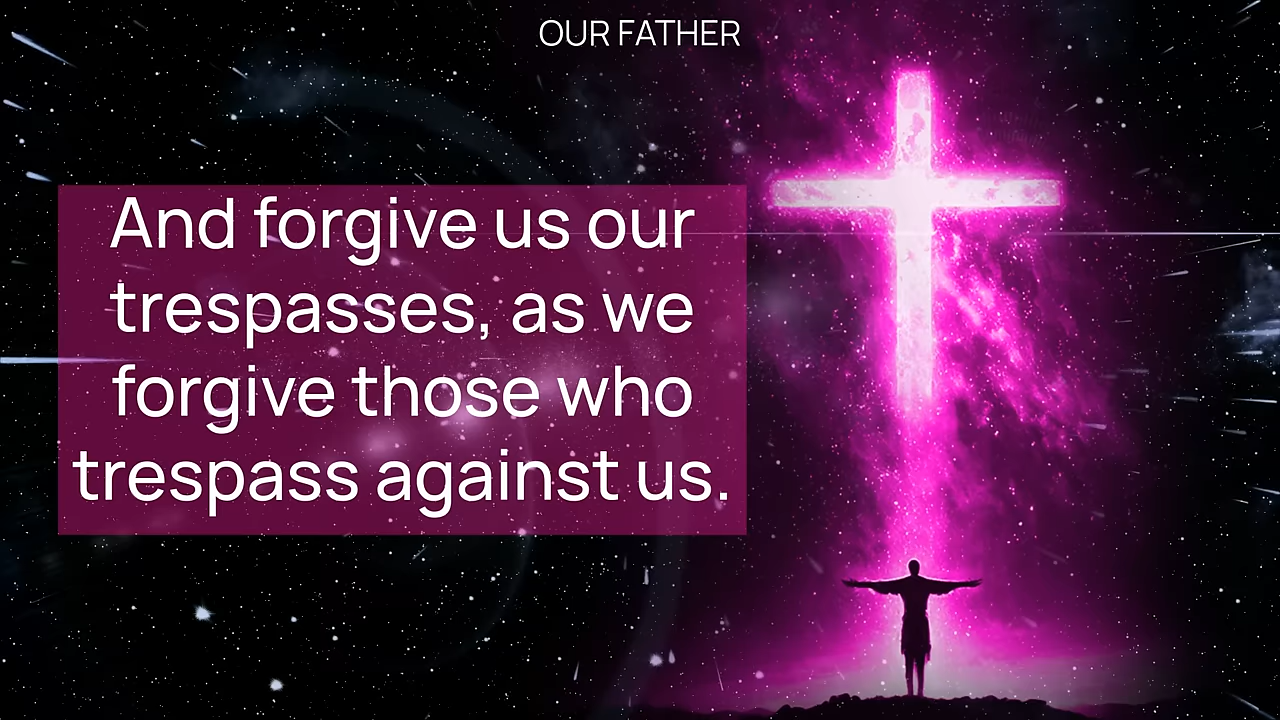 OUR FATHER
And forgive us our
trespasses, as we
forgive those who
trespass against us.